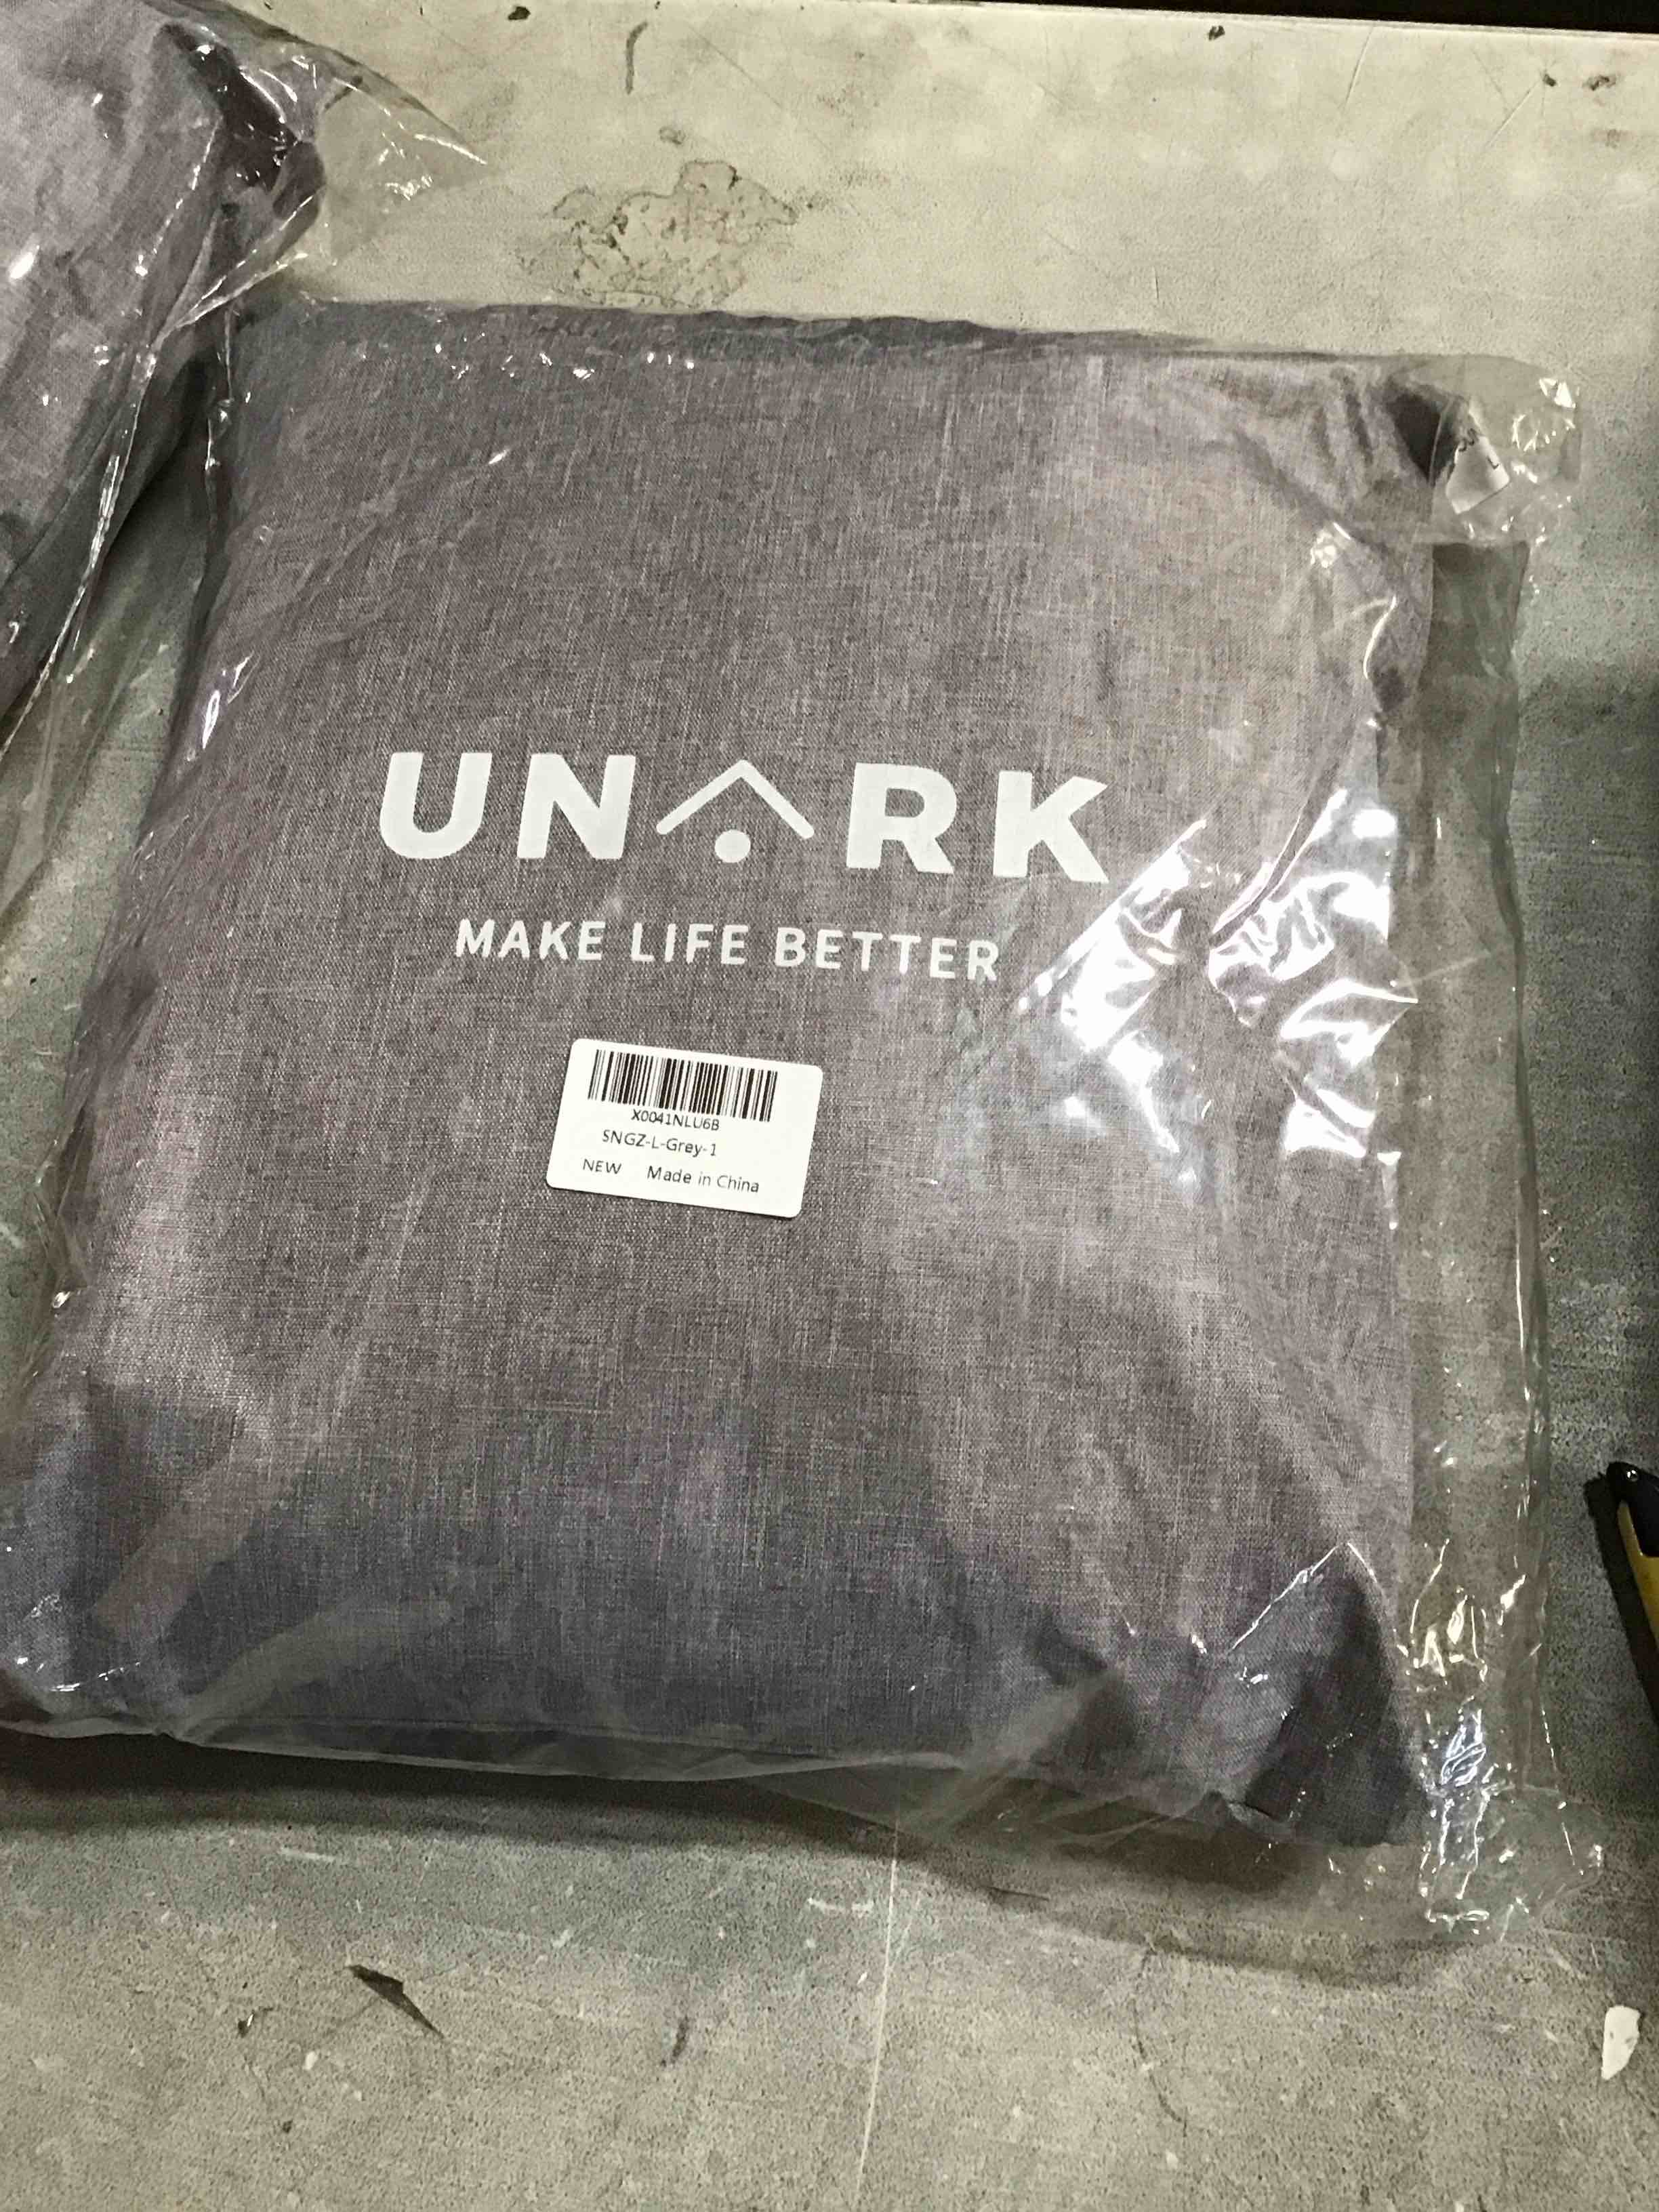 UNARK
MAKE LIFE BETTER
X0041NLU6B
SNGZ-L-Grey-1
NEW Made in China